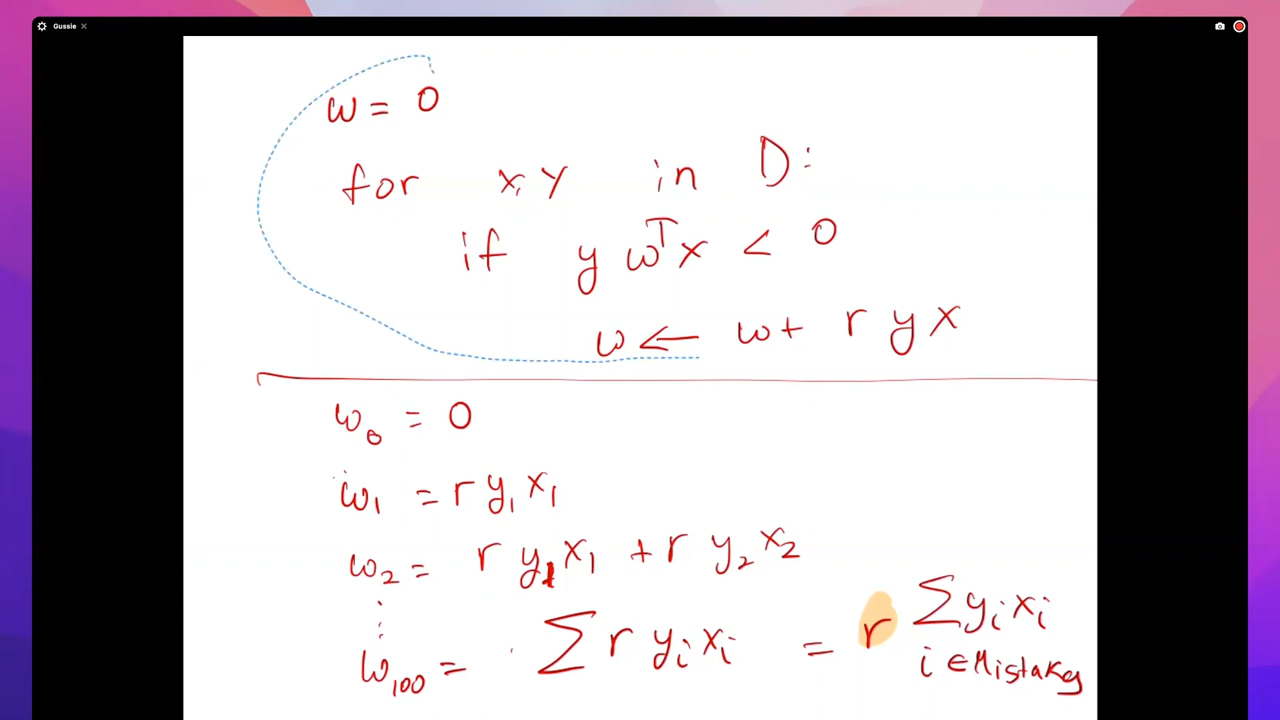 Gussie
w = 0
for x, y in D:
if y wᵀx < 0
w ← w + r y x
w₀ = 0
w₁ = r y₁ x₁
w₂ = r y₁ x₁ + r y₂ x₂
⋮
w₁₀₀ = ∑ r yᵢ xᵢ = r ∑ yᵢ xᵢ
i ∈ Mistakes